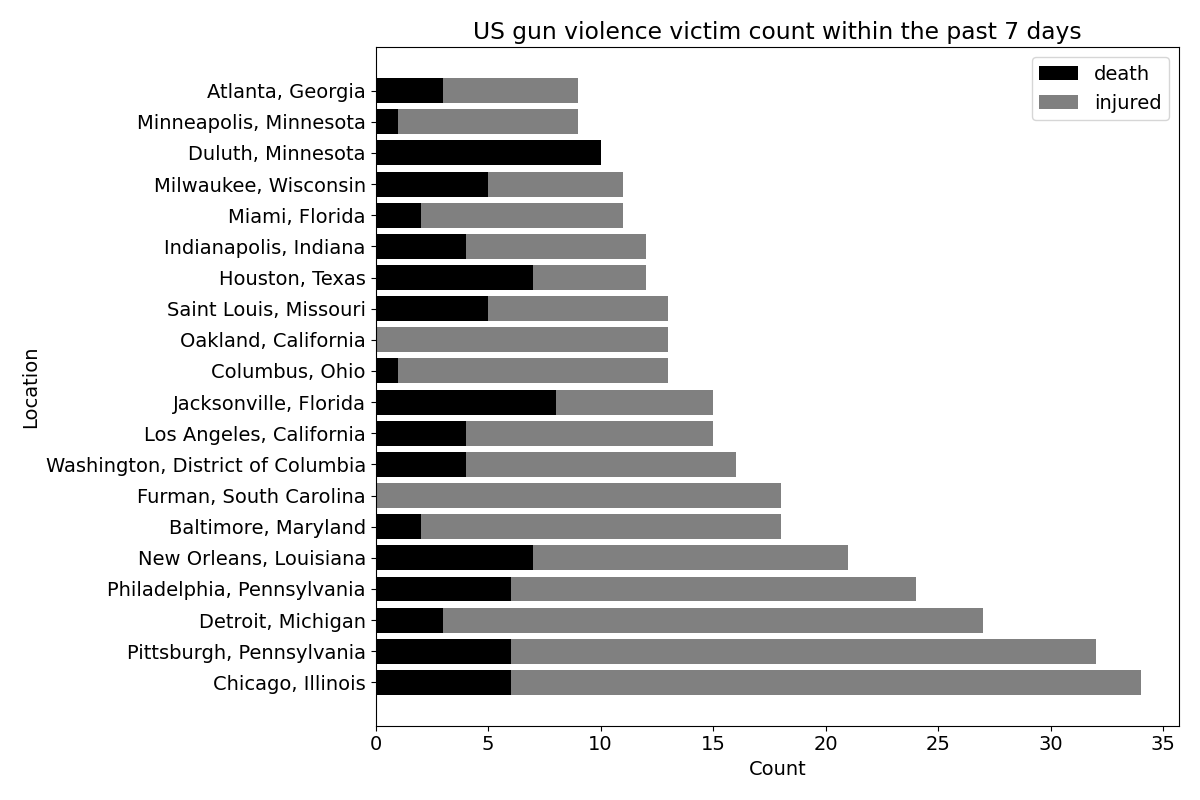 US gun violence victim count within the past 7 days
death
injured
Atlanta, Georgia
Minneapolis, Minnesota
Duluth, Minnesota
Milwaukee, Wisconsin
Miami, Florida
Indianapolis, Indiana
Houston, Texas
Saint Louis, Missouri
Oakland, California
Columbus, Ohio
Jacksonville, Florida
Los Angeles, California
Washington, District of Columbia
Furman, South Carolina
Baltimore, Maryland
New Orleans, Louisiana
Philadelphia, Pennsylvania
Detroit, Michigan
Pittsburgh, Pennsylvania
Chicago, Illinois
Location
0 5 10 15 20 25 30 35
Count